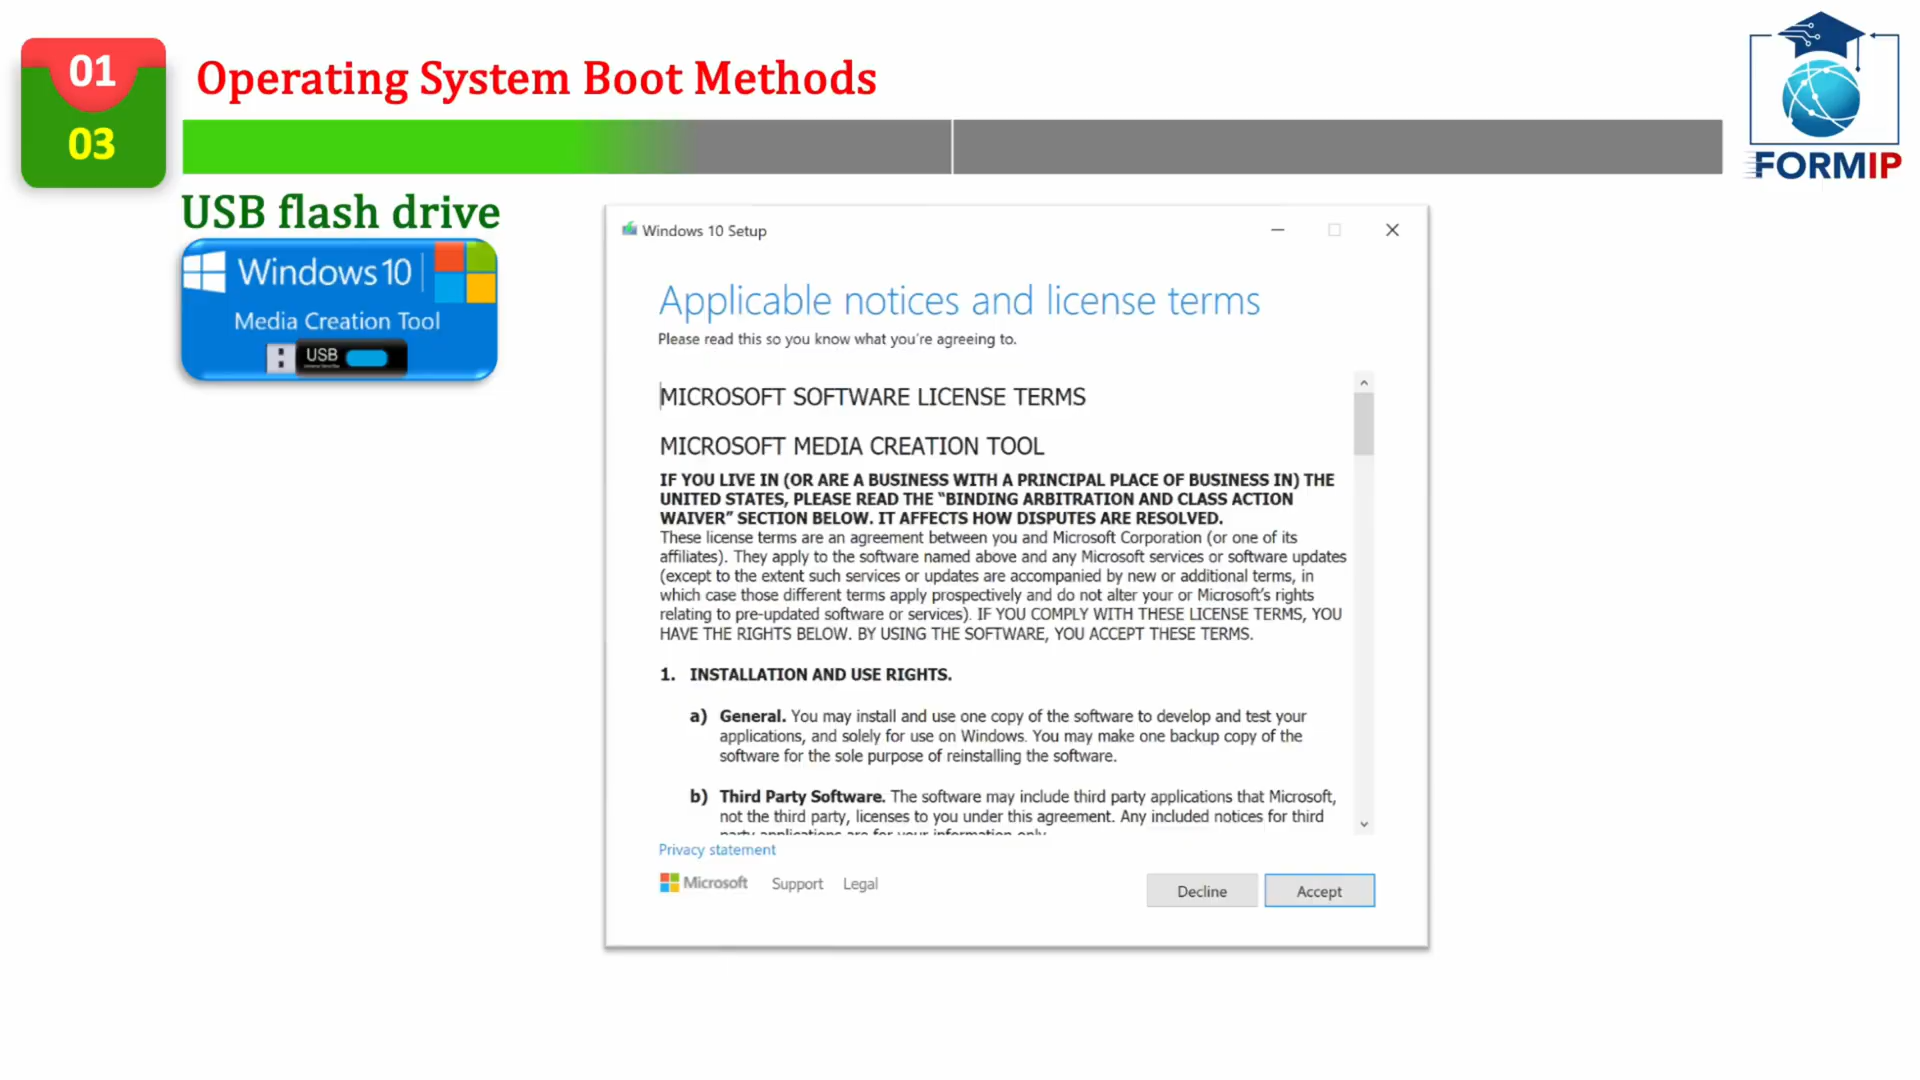 01
03
Operating System Boot Methods
FORMIP
USB flash drive
Windows 10
Media Creation Tool
USB
Windows 10 Setup
Applicable notices and license terms
Please read this so you know what you're agreeing to.
MICROSOFT SOFTWARE LICENSE TERMS
MICROSOFT MEDIA CREATION TOOL
IF YOU LIVE IN (OR ARE A BUSINESS WITH A PRINCIPAL PLACE OF BUSINESS IN) THE
UNITED STATES, PLEASE READ THE “BINDING ARBITRATION AND CLASS ACTION
WAIVER” SECTION BELOW. IT AFFECTS HOW DISPUTES ARE RESOLVED.
These license terms are an agreement between you and Microsoft Corporation (or one of its
affiliates). They apply to the software named above and any Microsoft services or software updates
(except to the extent such services or updates are accompanied by new or additional terms, in
which case those different terms apply prospectively and do not alter your or Microsoft’s rights
relating to pre-updated software or services). IF YOU COMPLY WITH THESE LICENSE TERMS, YOU
HAVE THE RIGHTS BELOW. BY USING THE SOFTWARE, YOU ACCEPT THESE TERMS.
1. INSTALLATION AND USE RIGHTS.
a) General. You may install and use one copy of the software to develop and test your
applications, and solely for use on Windows. You may make one backup copy of the
software for the sole purpose of reinstalling the software.
b) Third Party Software. The software may include third party applications that Microsoft,
not the third party, licenses to you under this agreement. Any included notices for third
party applications are for your information only.
Privacy statement
Microsoft Support Legal
Decline Accept